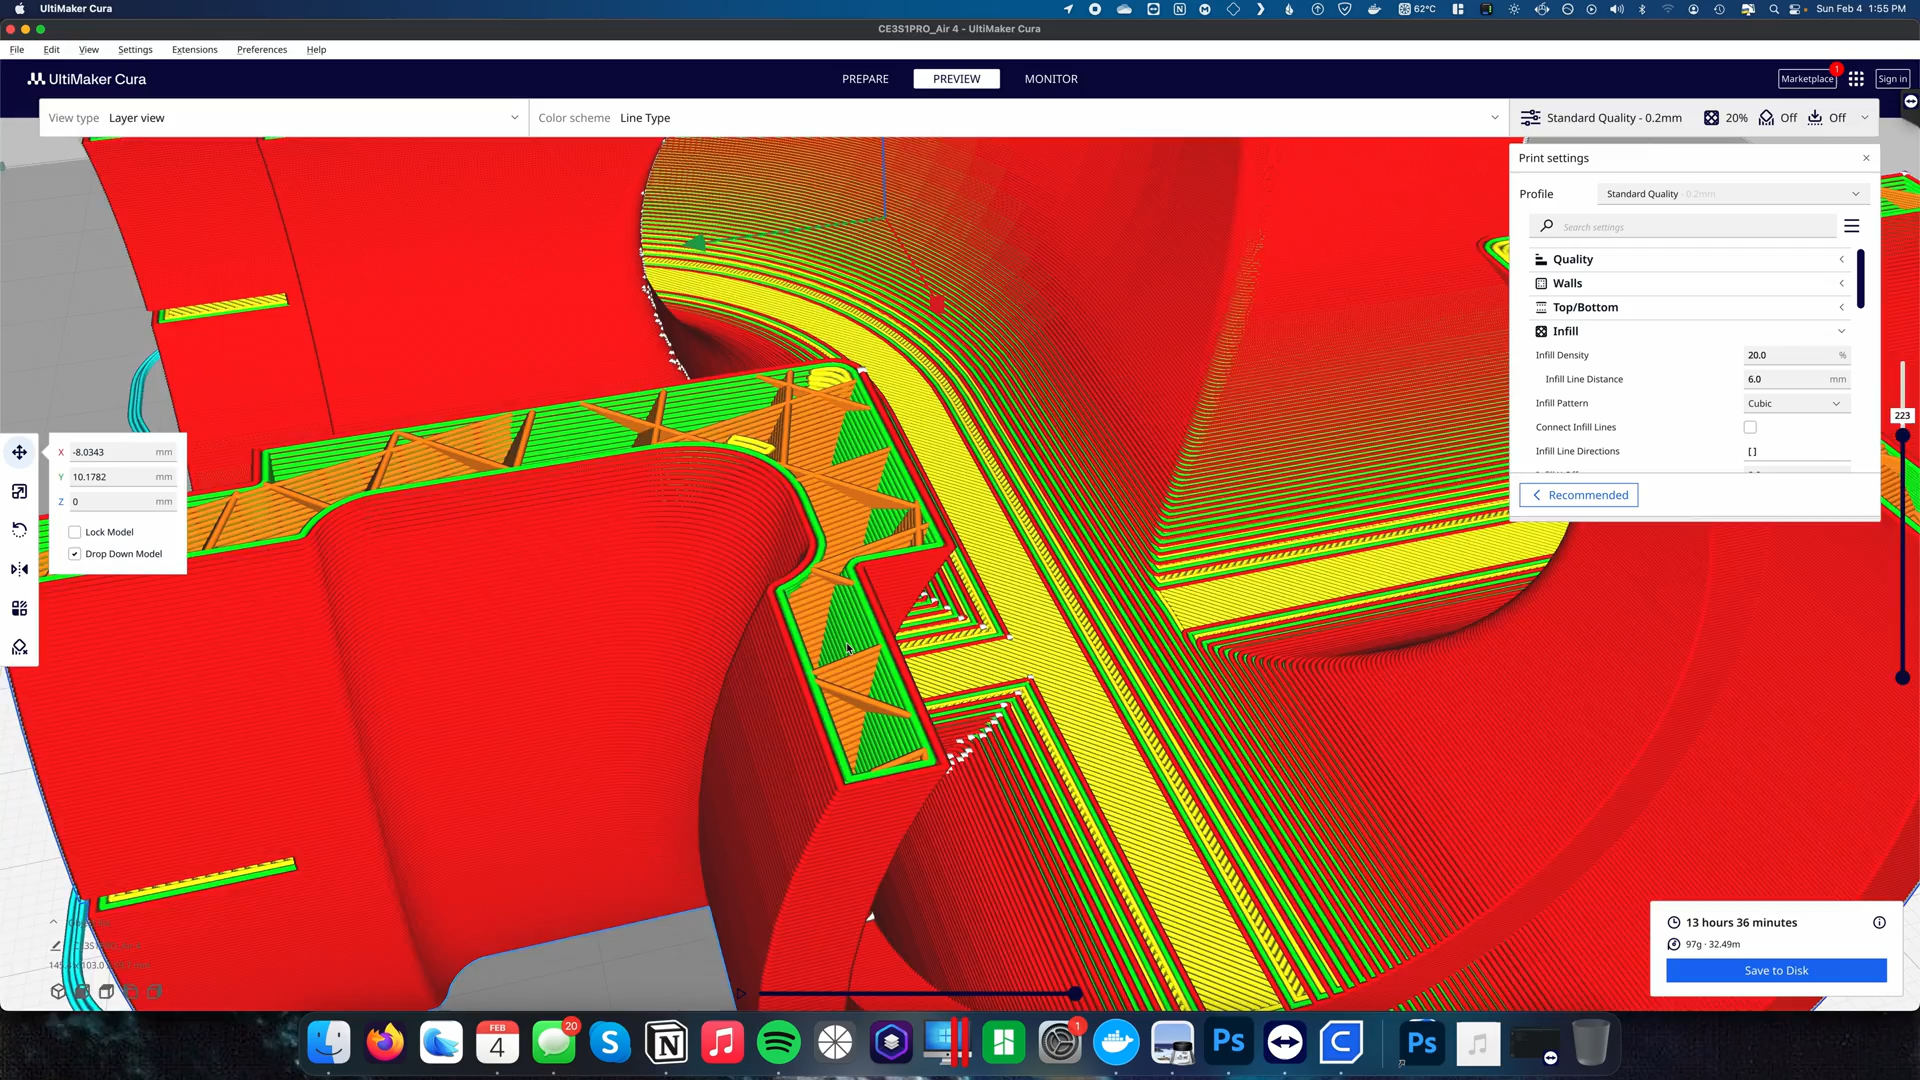 UltiMaker Cura
62°C
Sun Feb 4 1:55 PM
CE3S1PRO_Air 4 - UltiMaker Cura
File Edit View Settings Extensions Preferences Help
UltiMaker Cura
PREPARE PREVIEW MONITOR
Marketplace 1 Sign in
View type Layer view
Color scheme Line Type
Standard Quality - 0.2mm 20% Off Off
Print settings
Profile Standard Quality - 0.2mm
Search settings
Quality
Walls
Top/Bottom
Infill
Infill Density 20.0 %
Infill Line Distance 6.0 mm
Infill Pattern Cubic
Connect Infill Lines
Infill Line Directions [ ]
Recommended
223
X -8.0343 mm
Y 10.1782 mm
Z 0 mm
Lock Model
Drop Down Model
13 hours 36 minutes
97g · 32.49m
Save to Disk
FEB
4
20
1
Ps
Ps